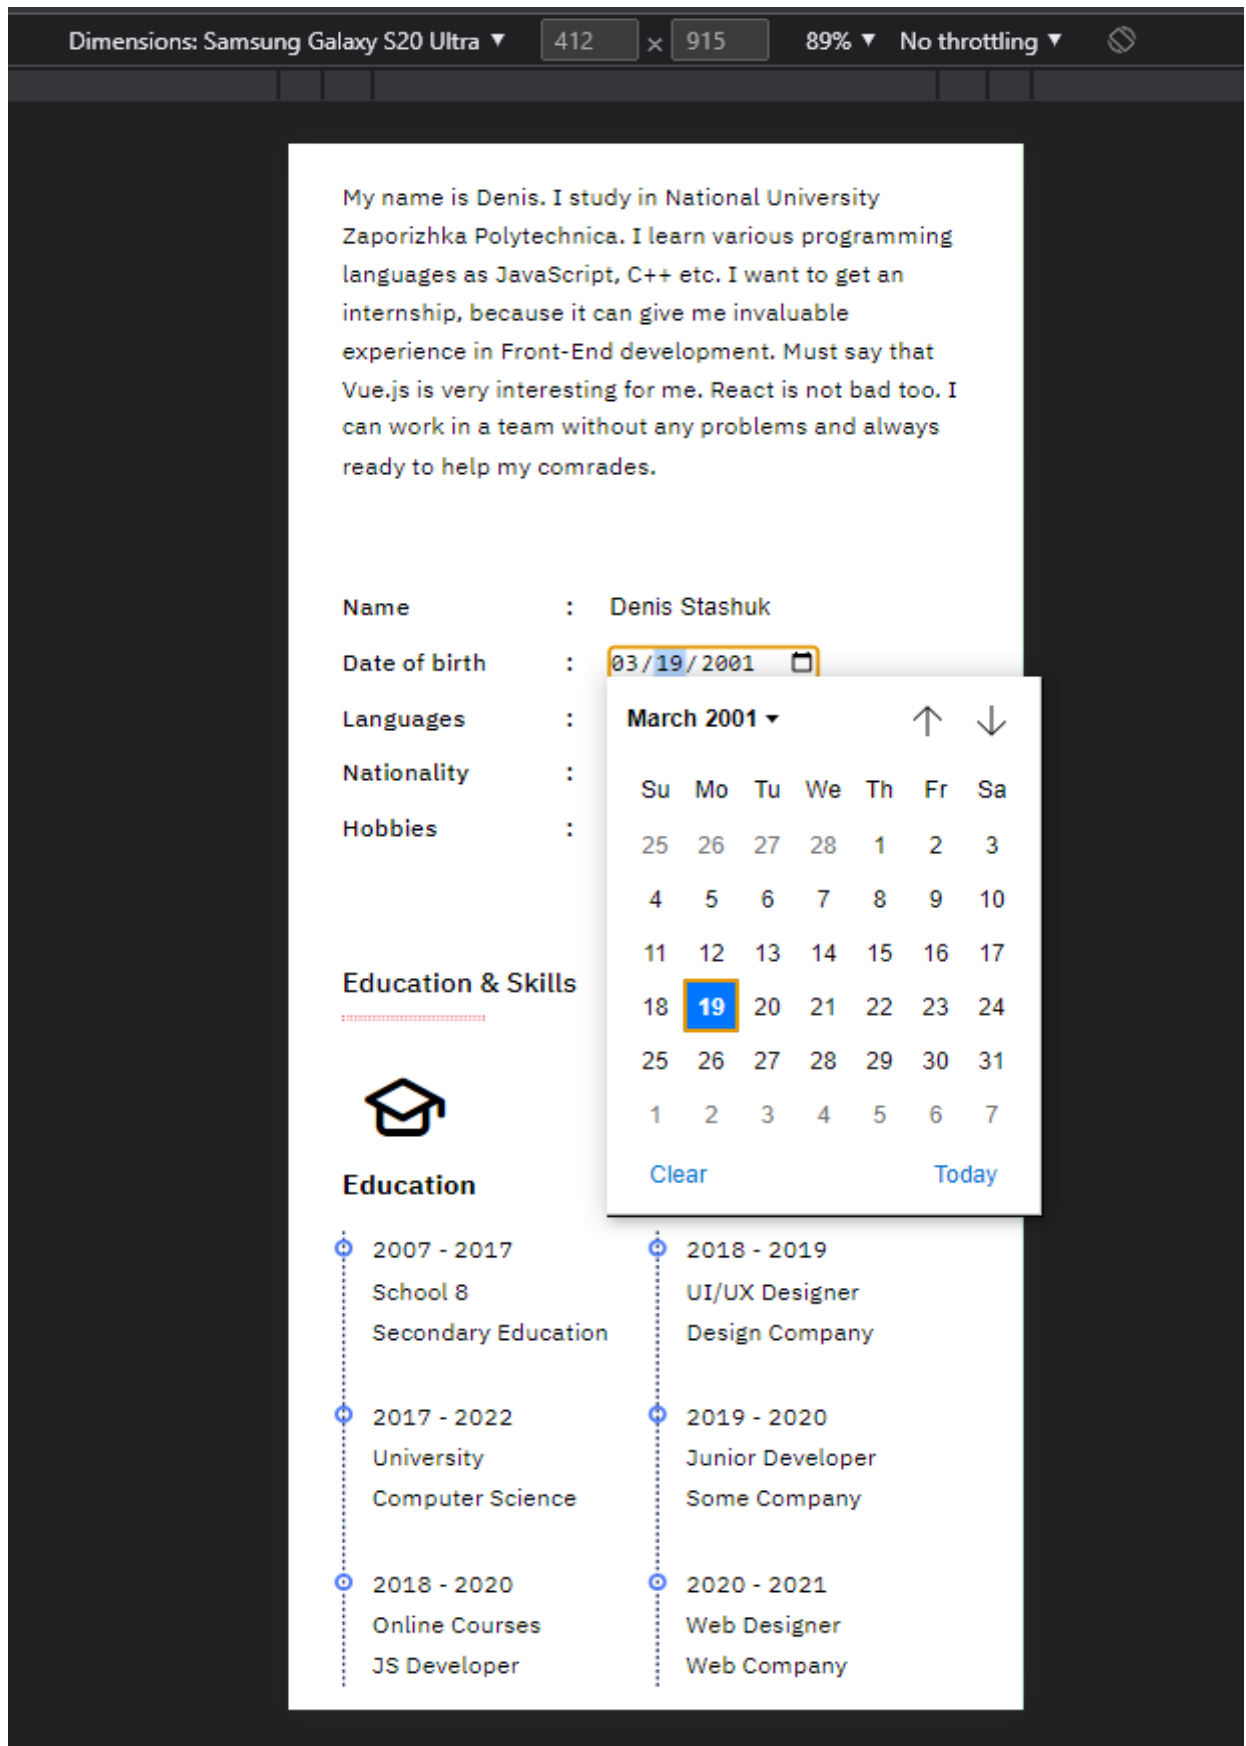 Dimensions: Samsung Galaxy S20 Ultra ▼ 412 × 915 89% ▼ No throttling ▼
My name is Denis. I study in National University
Zaporizhka Polytechnica. I learn various programming
languages as JavaScript, C++ etc. I want to get an
internship, because it can give me invaluable
experience in Front-End development. Must say that
Vue.js is very interesting for me. React is not bad too. I
can work in a team without any problems and always
ready to help my comrades.
Name : Denis Stashuk
Date of birth : 03/19/2001
Languages :
Nationality :
Hobbies :
March 2001
Su Mo Tu We Th Fr Sa
25 26 27 28 1 2 3
4 5 6 7 8 9 10
11 12 13 14 15 16 17
18 19 20 21 22 23 24
25 26 27 28 29 30 31
1 2 3 4 5 6 7
Clear Today
Education & Skills
Education
2007 - 2017
School 8
Secondary Education
2017 - 2022
University
Computer Science
2018 - 2020
Online Courses
JS Developer
2018 - 2019
UI/UX Designer
Design Company
2019 - 2020
Junior Developer
Some Company
2020 - 2021
Web Designer
Web Company